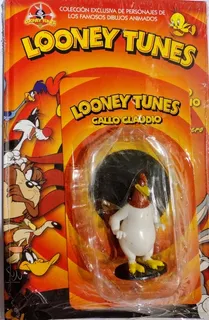 COLECCIÓN EXCLUSIVA DE PERSONAJES DE
LOS FAMOSOS DIBUJOS ANIMADOS
LOONEY TUNES
LOONEY TUNES
GALLO CLAUDIO